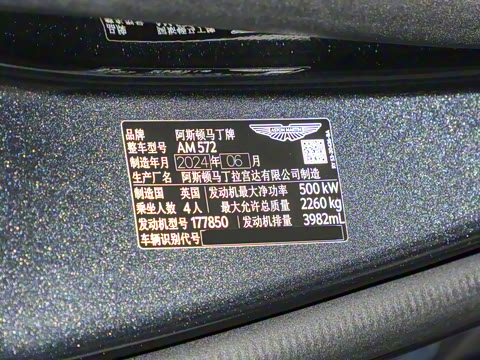 品牌 阿斯顿马丁牌
ASTON MARTIN
整车型号 AM 572
制造年月 2024年 06月
生产厂名 阿斯顿马丁拉宫达有限公司制造
制造国 英国 发动机最大净功率 500 kW
乘坐人数 4人 最大允许总质量 2260 kg
发动机型号 177850 发动机排量 3982mL
车辆识别代号